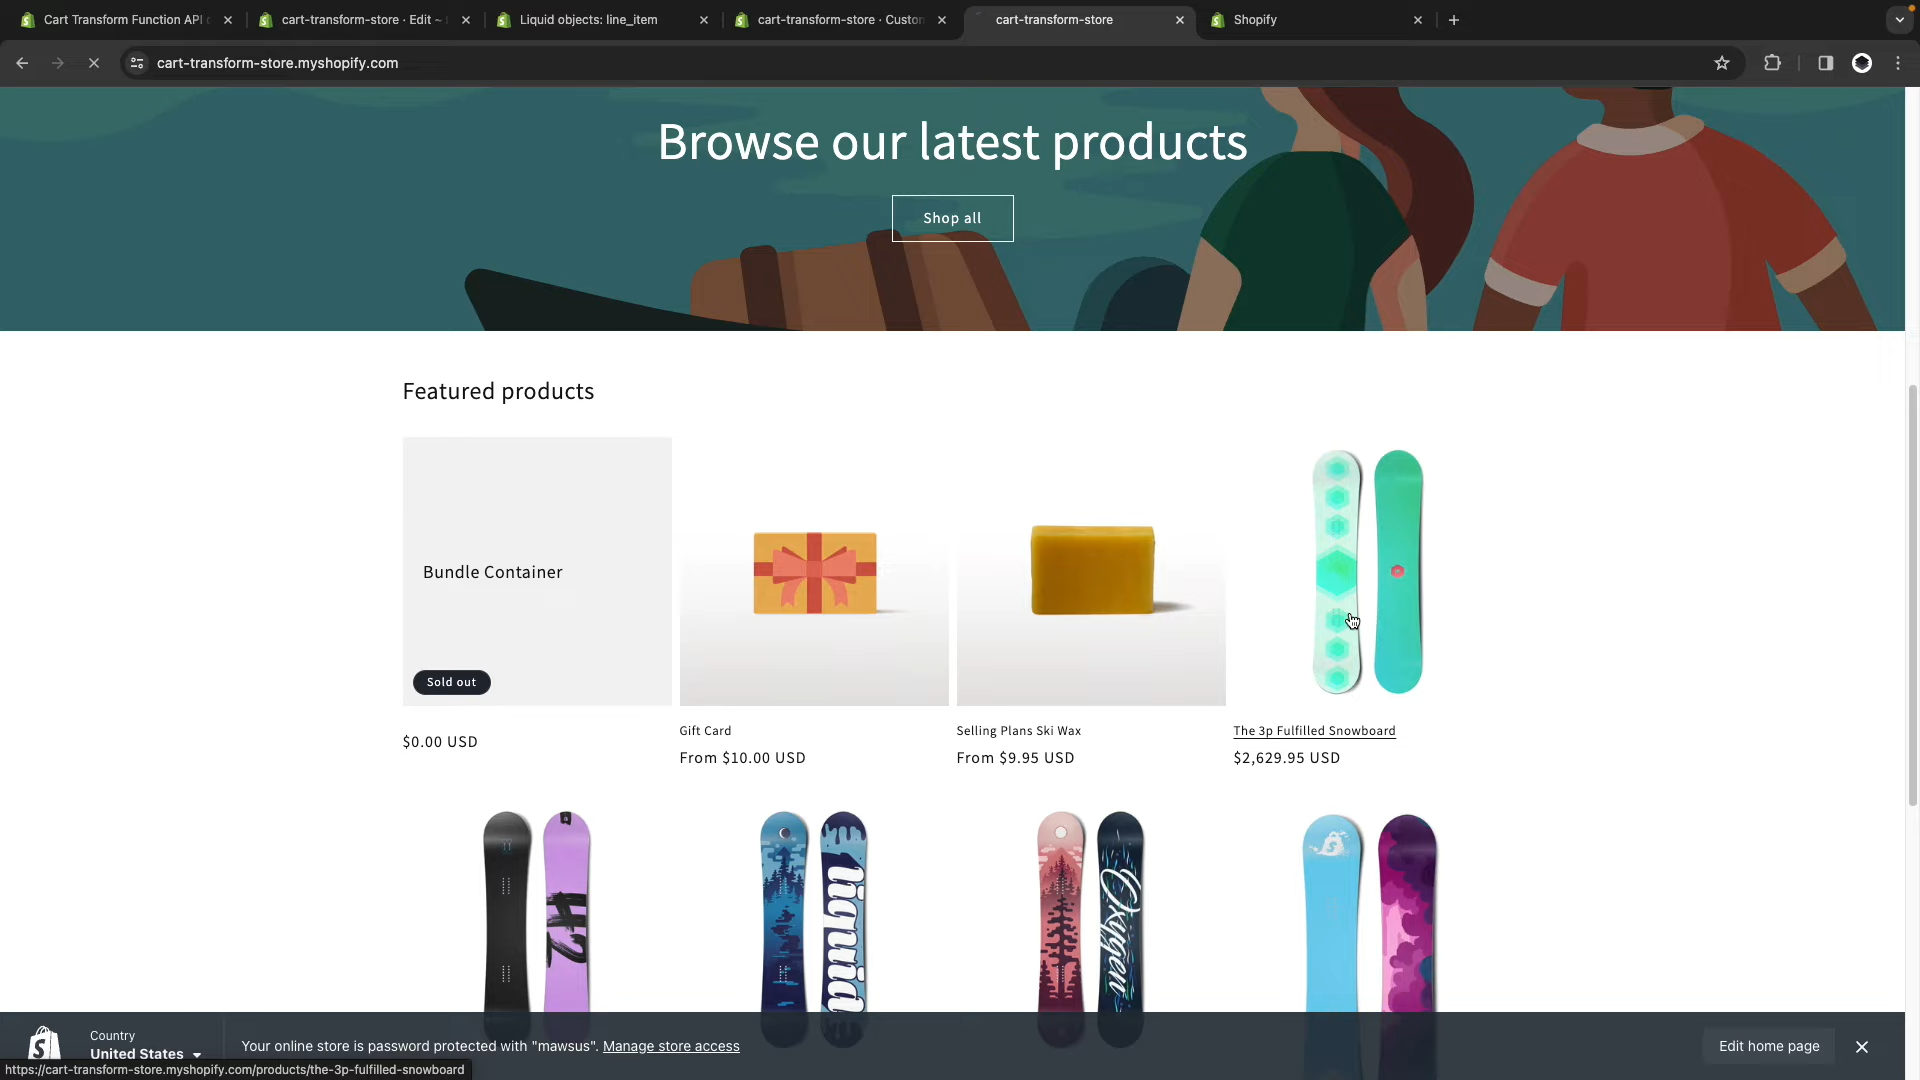 Cart Transform Function API
cart-transform-store · Edit ~
Liquid objects: line_item
cart-transform-store · Custon
cart-transform-store
Shopify
cart-transform-store.myshopify.com
Browse our latest products
Shop all
Featured products
Bundle Container
Sold out
$0.00 USD
Gift Card
From $10.00 USD
Selling Plans Ski Wax
From $9.95 USD
The 3p Fulfilled Snowboard
$2,629.95 USD
H2
liquid
Oxygen
S
Country
United States
Your online store is password protected with "mawsus". Manage store access
Edit home page
https://cart-transform-store.myshopify.com/products/the-3p-fulfilled-snowboard